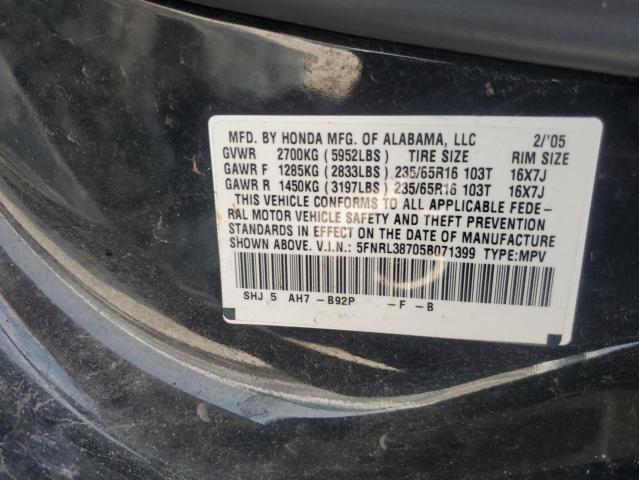 MFD. BY HONDA MFG. OF ALABAMA, LLC 2/'05
GVWR 2700KG (5952LBS) TIRE SIZE RIM SIZE
GAWR F 1285KG (2833LBS) 235/65R16 103T 16X7J
GAWR R 1450KG (3197LBS) 235/65R16 103T 16X7J
THIS VEHICLE CONFORMS TO ALL APPLICABLE FEDE-
RAL MOTOR VEHICLE SAFETY AND THEFT PREVENTION
STANDARDS IN EFFECT ON THE DATE OF MANUFACTURE
SHOWN ABOVE. V.I.N.: 5FNRL38705B071399 TYPE:MPV
SHJ 5 AH7 -B92P -F -B